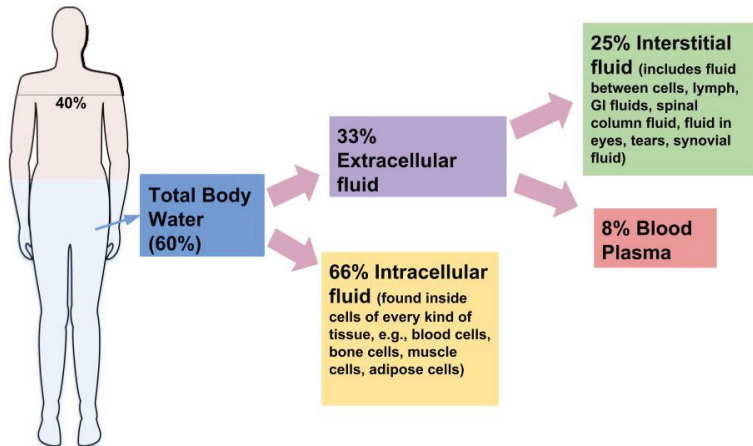 40%
Total Body
Water
(60%)
33%
Extracellular
fluid
66% Intracellular
fluid (found inside
cells of every kind of
tissue, e.g., blood cells,
bone cells, muscle
cells, adipose cells)
25% Interstitial
fluid (includes fluid
between cells, lymph,
GI fluids, spinal
column fluid, fluid in
eyes, tears, synovial
fluid)
8% Blood
Plasma